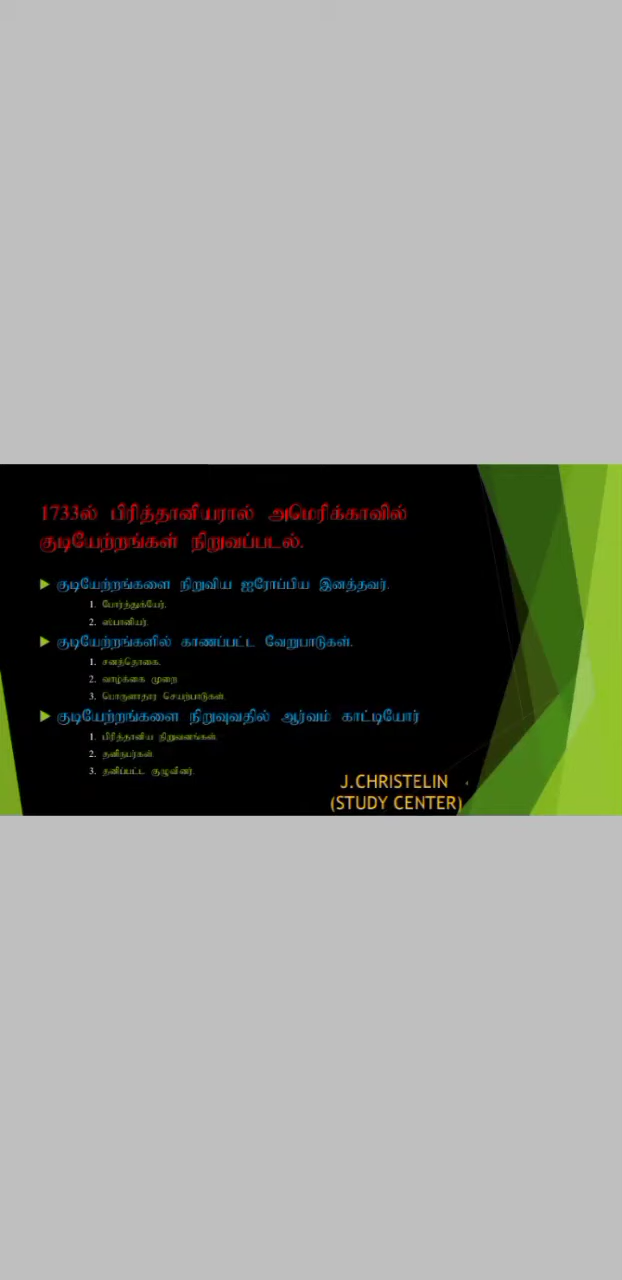 1733ல் பிரித்தானியரால் அமெரிக்காவில்
குடியேற்றங்கள் நிறுவப்படல்.
குடியேற்றங்களை நிறுவிய ஐரோப்பிய இனத்தவர்.
1. போர்த்துக்யேர்.
2. ஸ்பானியர்.
குடியேற்றங்களில் காணப்பட்ட வேறுபாடுகள்.
1. சனத்தொகை.
2. வாழ்க்கை முறை
3. பொருளாதார செயற்பாடுகள்.
குடியேற்றங்களை நிறுவுவதில் ஆர்வம் காட்டியோர்
1. பிரித்தானிய நிறுவனங்கள்.
2. தனிநபர்கள்
3. தனிப்பட்ட குழுவினர்.
J.CHRISTELIN
(STUDY CENTER)